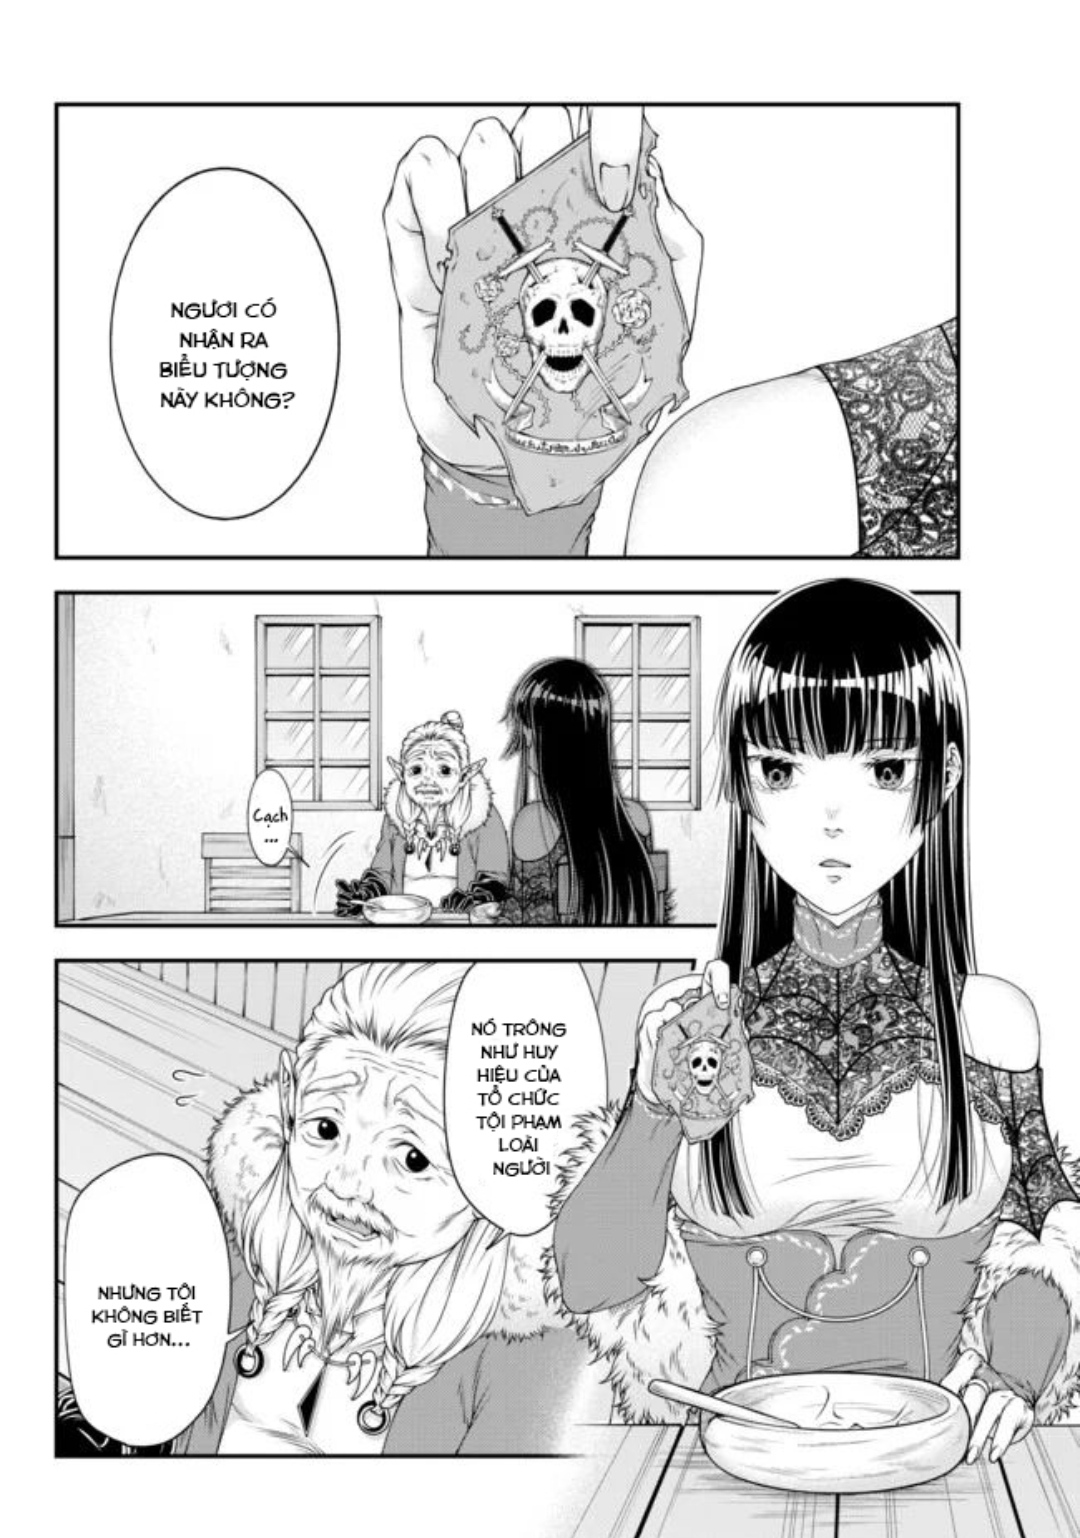 NGƯƠI CÓ
NHẬN RA
BIỂU TƯỢNG
NÀY KHÔNG?
Cạch
...
NÓ TRÔNG
NHƯ HUY
HIỆU CỦA
TỔ CHỨC
TỘI PHẠM
LOÀI
NGƯỜI
NHƯNG TÔI
KHÔNG BIẾT
GÌ HƠN...